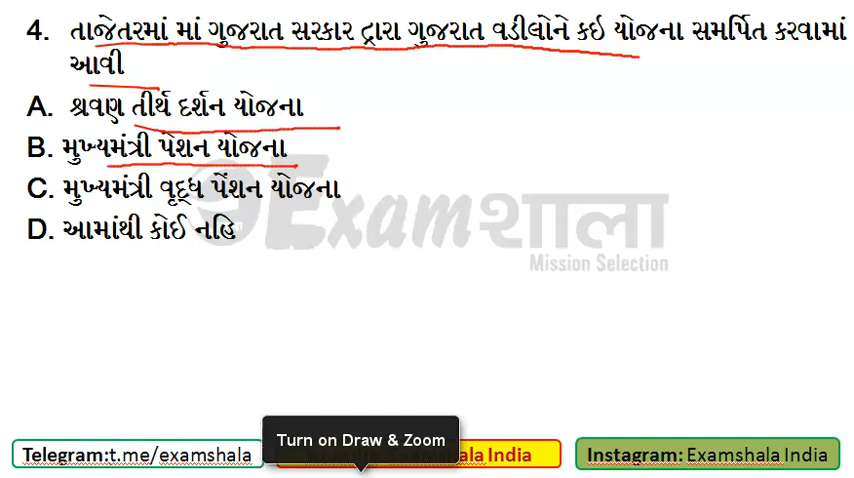 4. તાજેતરમાં માં ગુજરાત સરકાર દ્રારા ગુજરાત વડીલોને કઇ યોજના સમર્પિત કરવામાં
આવી
A. શ્રવણ તીર્થ દર્શન યોજના
B. મુખ્યમંત્રી પેશન યોજના
C. મુખ્યમંત્રી વૃદ્ધ પેંશન યોજના
D. આમાંથી કોઈ નહિ
Examશાલા
Mission Selection
Turn on Draw & Zoom
Telegram:t.me/examshala
shala India
Instagram: Examshala India